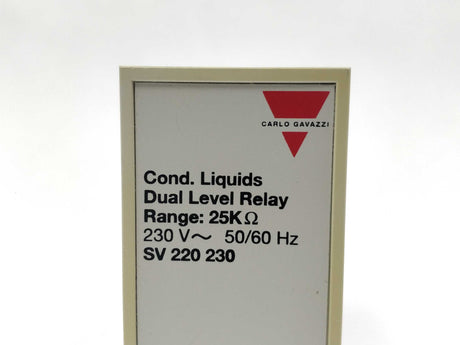 CARLO GAVAZZI
Cond. Liquids
Dual Level Relay
Range: 25KΩ
230 V~ 50/60 Hz
SV 220 230